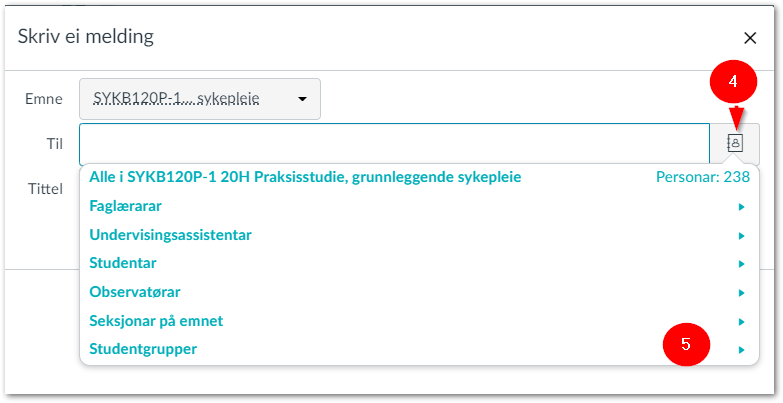 Skriv ei melding
4
Emne SYKB120P-1... sykepleie
Til
Tittel
Alle i SYKB120P-1 20H Praksisstudie, grunnleggende sykepleie Personar: 238
Faglærarar
Undervisingsassistentar
Studentar
Observatørar
Seksjonar på emnet
Studentgrupper
5